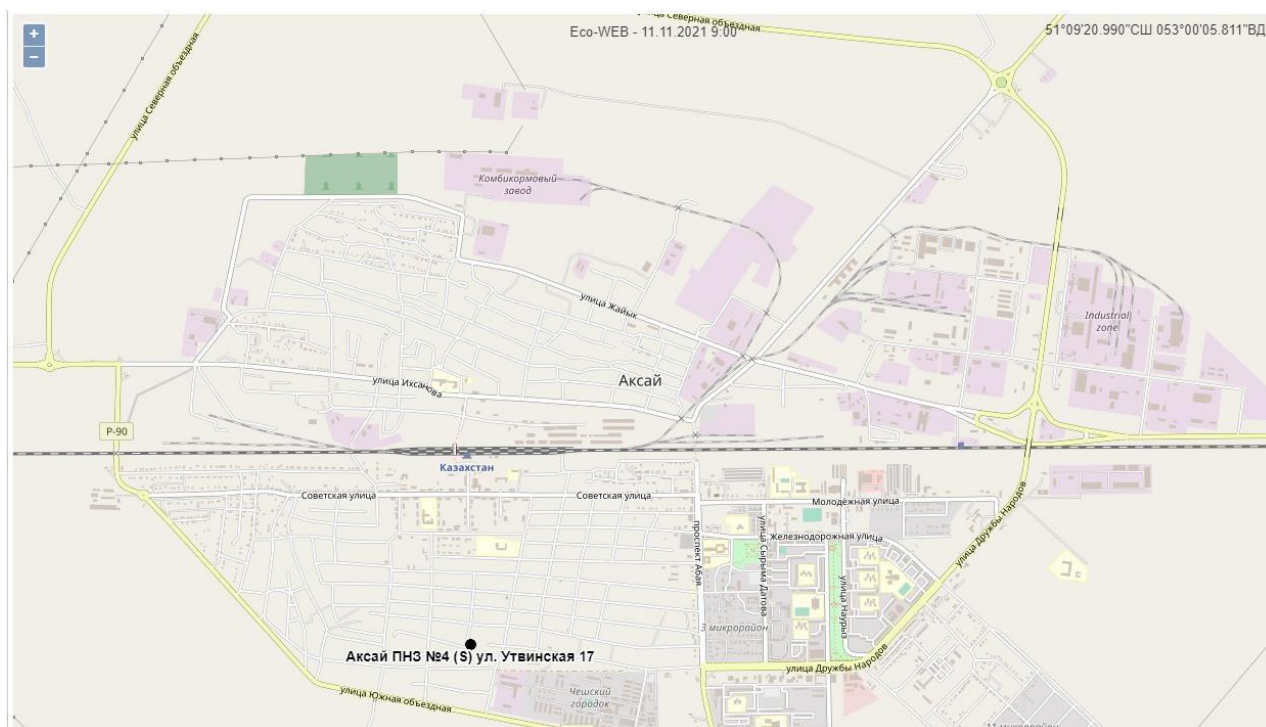 +
−
улица Северная объездная
Eco-WEB - 11.11.2021 9:00
51°09'20.990"СШ 053°00'05.811"ВД
улица Северная объездная
Комбикормовый
завод
улица Жайык
Industrial
zone
Аксай
улица Ихсанова
P-90
Казахстан
Советская улица
Советская улица
Молодежная улица
проспект Абая
улица Сырыма Датова
Железнодорожная улица
улица Наурыз
улица Дружбы Народов
3 микрорайон
Аксай ПНЗ №4 (S) ул. Утвинская 17
улица Дружбы Народов
улица Южная объездная
Чешский
городок
11 микрорайон